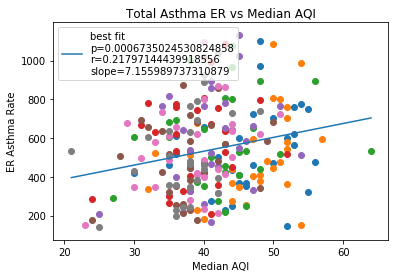 Total Asthma ER vs Median AQI
best fit
p=0.0006735024530824858
r=0.21797144439918556
slope=7.155989737310879
ER Asthma Rate
1000
800
600
400
200
20
30
40
50
60
Median AQI